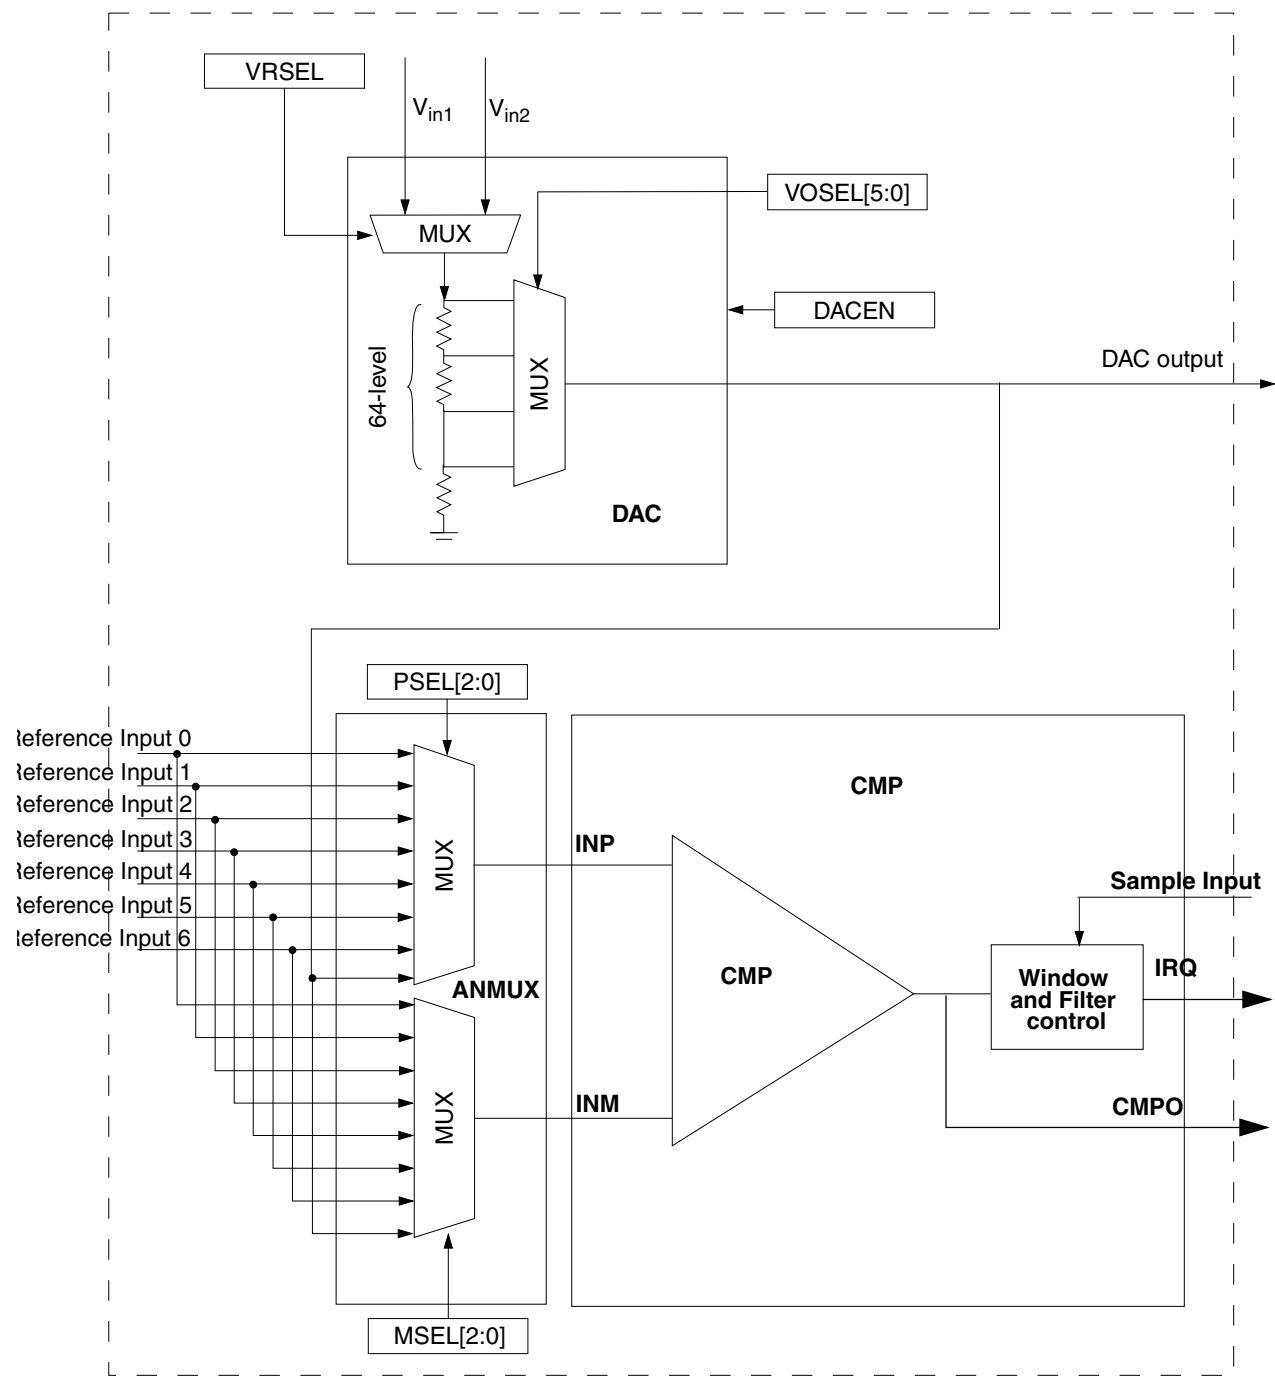 VRSEL
Vin1
Vin2
VOSEL[5:0]
MUX
DACEN
64-level
MUX
DAC output
DAC
PSEL[2:0]
Reference Input 0
Reference Input 1
Reference Input 2
Reference Input 3
Reference Input 4
Reference Input 5
Reference Input 6
MUX
ANMUX
MUX
MSEL[2:0]
INP
INM
CMP
CMP
Sample Input
Window
and Filter
control
IRQ
CMPO